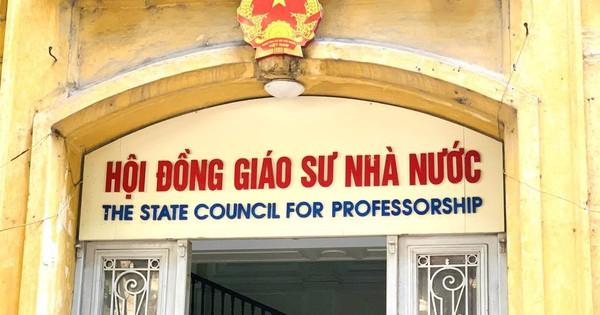 HỘI ĐỒNG GIÁO SƯ NHÀ NƯỚC
THE STATE COUNCIL FOR PROFESSORSHIP